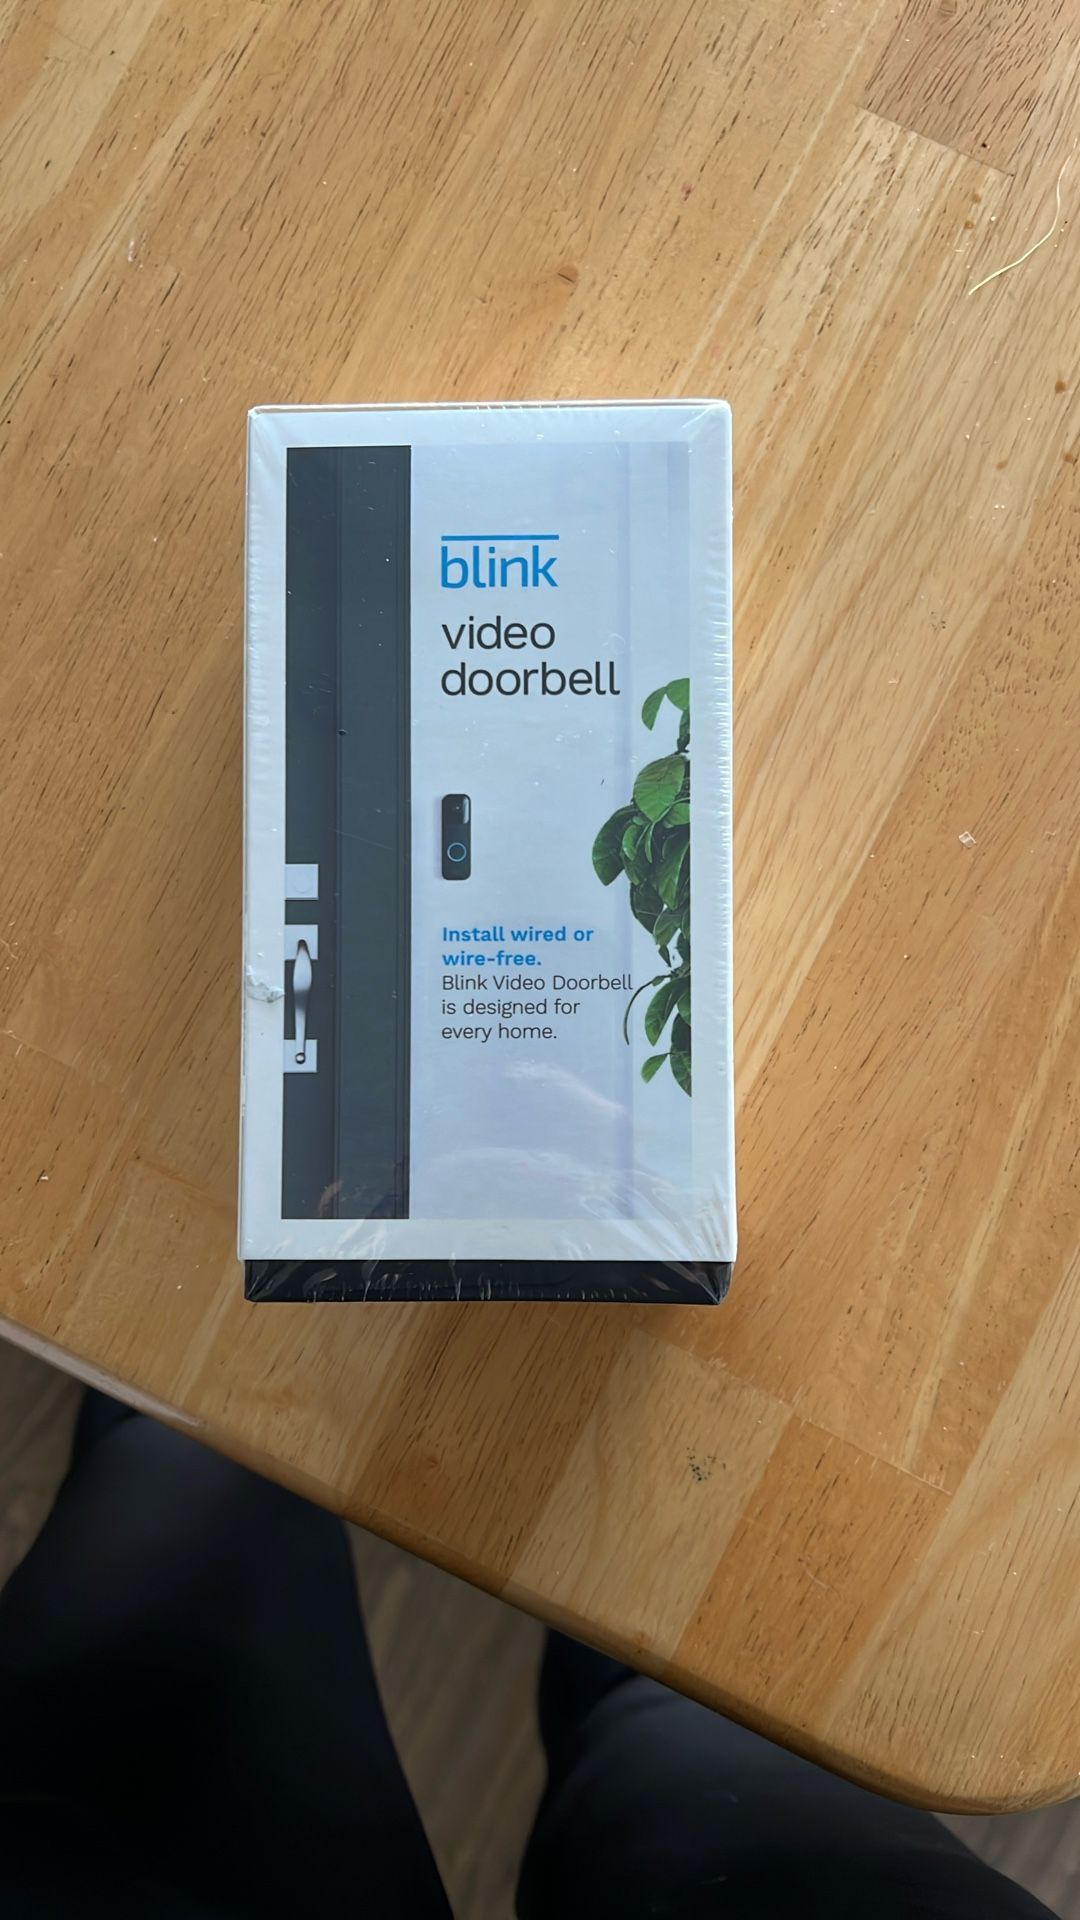 blink
video
doorbell
Install wired or
wire-free.
Blink Video Doorbell
is designed for
every home.